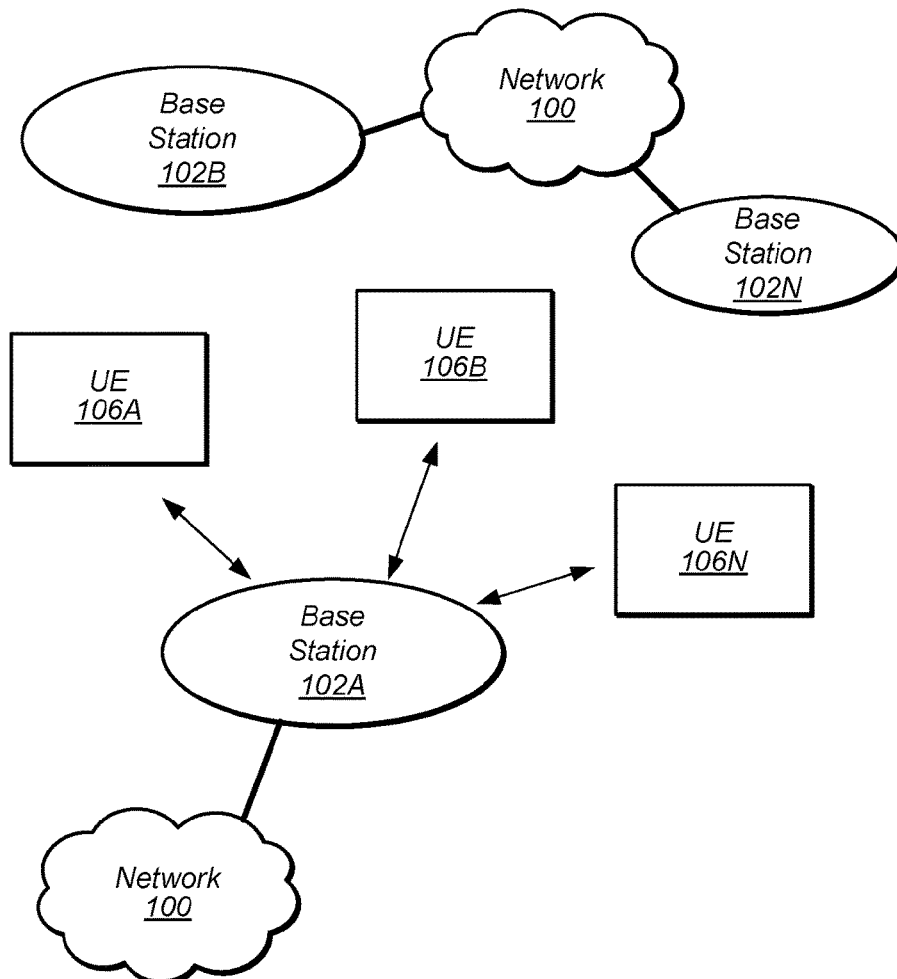 Network
100
Base
Station
102B
Base
Station
102N
UE
106B
UE
106A
UE
106N
Base
Station
102A
Network
100